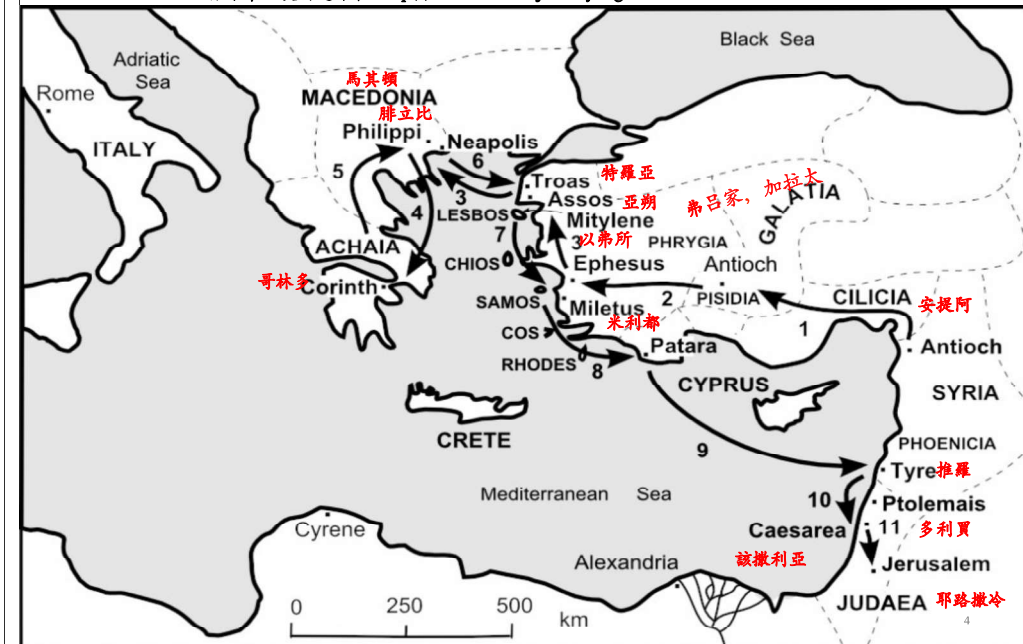 Black Sea
Adriatic
Sea
馬其頓
MACEDONIA
Rome
腓立比
Philippi
Neapolis
ITALY
6
5
特羅亞
Troas
3
Assos
亞朔
弗呂家，加拉太
GALATIA
4
LESBOS
Mitylene
7
3
以弗所
PHRYGIA
ACHAIA
CHIOS
Ephesus
Antioch
哥林多
Corinth
2
PISIDIA
CILICIA
安提阿
SAMOS
Miletus
米利都
1
COS
Patara
Antioch
RHODES
8
CYPRUS
SYRIA
CRETE
PHOENICIA
9
Tyre
推羅
Mediterranean Sea
10
Ptolemais
Cyrene
Caesarea
11
多利買
Alexandria
該撒利亞
Jerusalem
JUDAEA
耶路撒冷
0
250
500
km
4